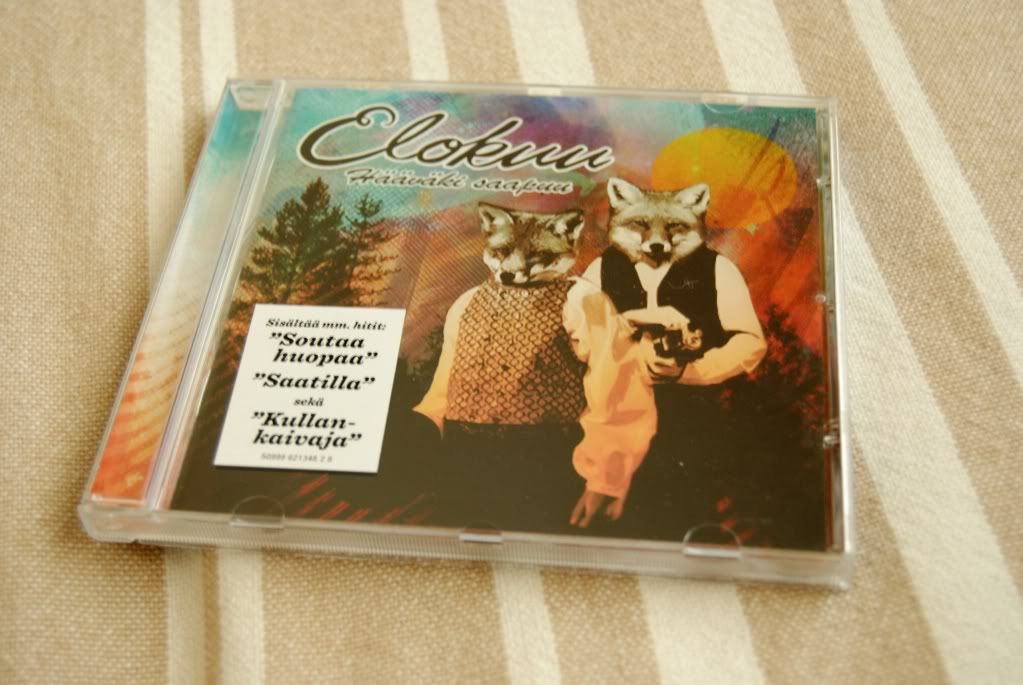 Elokuu
Hääväki saapuu
Sisältää mm. hitit:
"Soutaa
huopaa"
"Saatilla"
sekä
"Kullan-
kaivaja"